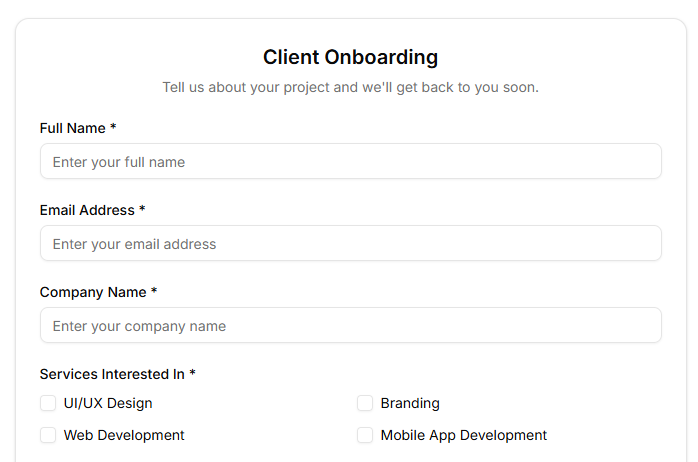 Client Onboarding
Tell us about your project and we'll get back to you soon.
Full Name *
Enter your full name
Email Address *
Enter your email address
Company Name *
Enter your company name
Services Interested In *
UI/UX Design
Branding
Web Development
Mobile App Development